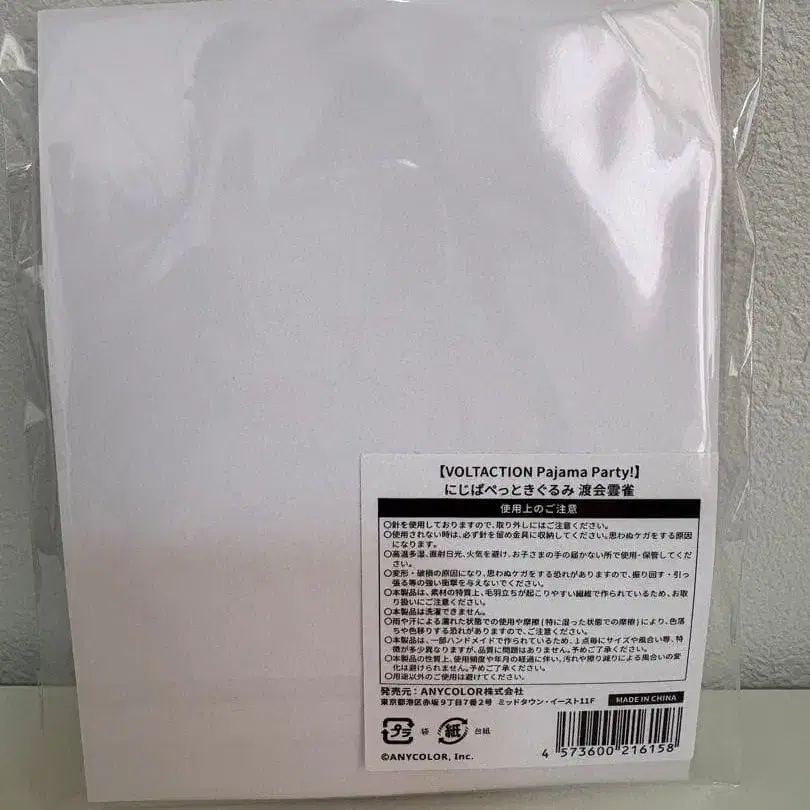 【VOLTACTION Pajama Party!】
にじぱぺっときぐるみ 渡会雲雀
使用上のご注意
○針を使用しておりますので、取り外しにはご注意ください。
○使用されない時は、必ず針を留め金具に収納してください。思わぬケガをする原因
になります。
○高温多湿、直射日光、火気を避け、お子さまの手の届かない所で使用・保管してくだ
さい。
○変形・破損の原因になり、思わぬケガをする恐れがありますので、振り回す・引っ
張る等の強い衝撃を与えないでください。
○本製品は、素材の特質上、毛羽立ちが起こりやすい繊維で作られているため、お取
り扱いにご注意ください。
○本製品は洗濯できません。
○雨や汗による濡れた状態での使用や摩擦(特に湿った状態での摩擦)により、色落
ちや色移りする恐れがありますので、ご注意ください。
○本製品は、一部ハンドメイドで作られているため、1点毎にサイズや風合い等、特
徴が多少異なりますが、品質に問題はありません。予めご了承ください。
○本製品の性質上、使用頻度や年月の経過に伴い、汚れや擦り減りによる風合いの変
化は避けられません。予めご了承ください。
○用途以外のご使用は避けてください。
発売元：ANYCOLOR株式会社
東京都港区赤坂9丁目7番2号 ミッドタウン・イースト11F
MADE IN CHINA
プラ 袋 紙 台紙
©ANYCOLOR, Inc.
4 573600 216158